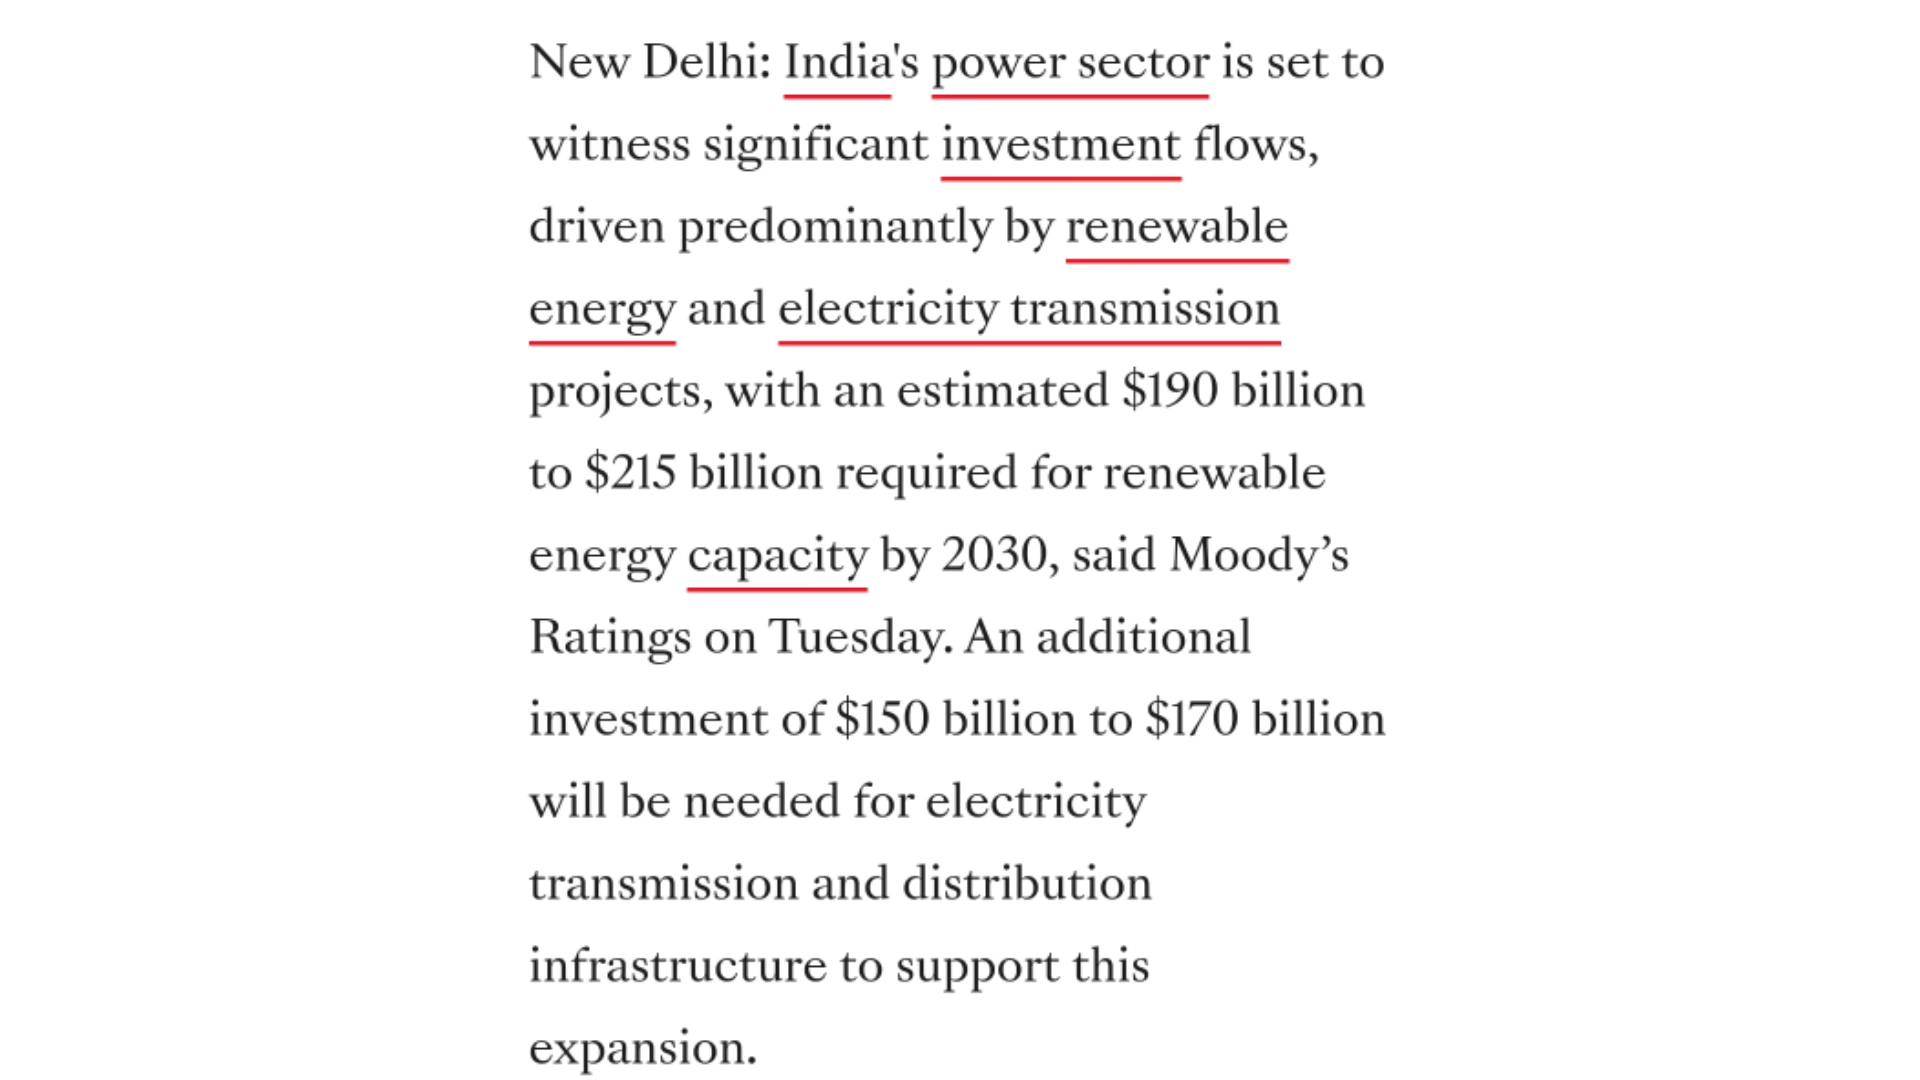 New Delhi: India's power sector is set to
witness significant investment flows,
driven predominantly by renewable
energy and electricity transmission
projects, with an estimated $190 billion
to $215 billion required for renewable
energy capacity by 2030, said Moody’s
Ratings on Tuesday. An additional
investment of $150 billion to $170 billion
will be needed for electricity
transmission and distribution
infrastructure to support this
expansion.